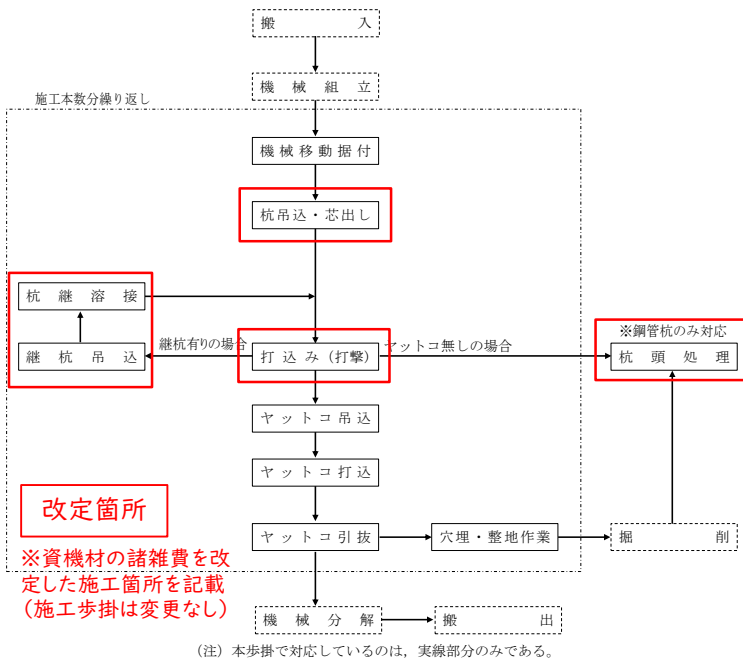 搬入
機械組立
施工本数分繰り返し
機械移動据付
杭吊込・芯出し
杭継溶接
※鋼管杭のみ対応
継杭吊込
継杭有りの場合
打込み(打撃)
ヤットコ無しの場合
杭頭処理
ヤットコ吊込
ヤットコ打込
改定箇所
ヤットコ引抜
穴埋・整地作業
掘削
※資機材の諸雑費を改
定した施工箇所を記載
(施工歩掛は変更なし)
機械分解
搬出
(注) 本歩掛で対応しているのは,実線部分のみである。